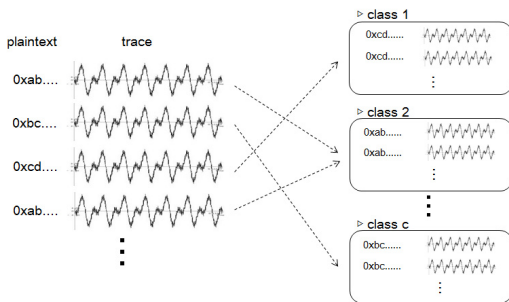 plaintext trace
0xab....
0xbc....
0xcd....
0xab....
class 1
0xcd......
0xcd......
class 2
0xab......
0xab......
class c
0xbc......
0xbc......